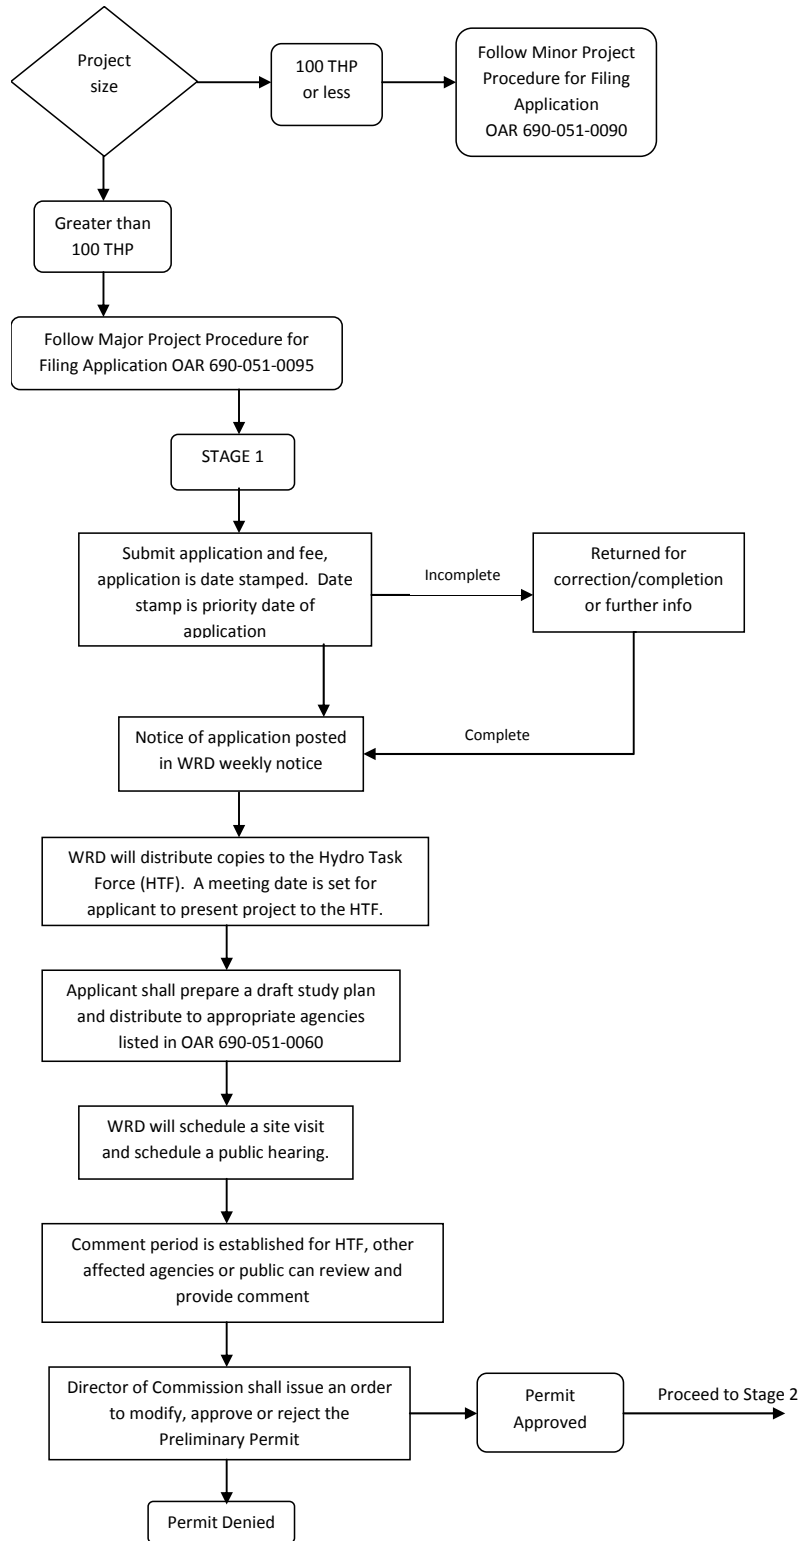 Project
size
100 THP
or less
Follow Minor Project
Procedure for Filing
Application
OAR 690-051-0090
Greater than
100 THP
Follow Major Project Procedure for
Filing Application OAR 690-051-0095
STAGE 1
Submit application and fee,
application is date stamped.  Date
stamp is priority date of
application
Incomplete
Returned for
correction/completion
or further info
Notice of application posted
in WRD weekly notice
Complete
WRD will distribute copies to the Hydro Task
Force (HTF).  A meeting date is set for
applicant to present project to the HTF.
Applicant shall prepare a draft study plan
and distribute to appropriate agencies
listed in OAR 690-051-0060
WRD will schedule a site visit
and schedule a public hearing.
Comment period is established for HTF, other
affected agencies or public can review and
provide comment
Director of Commission shall issue an order
to modify, approve or reject the
Preliminary Permit
Permit
Approved
Proceed to Stage 2
Permit Denied